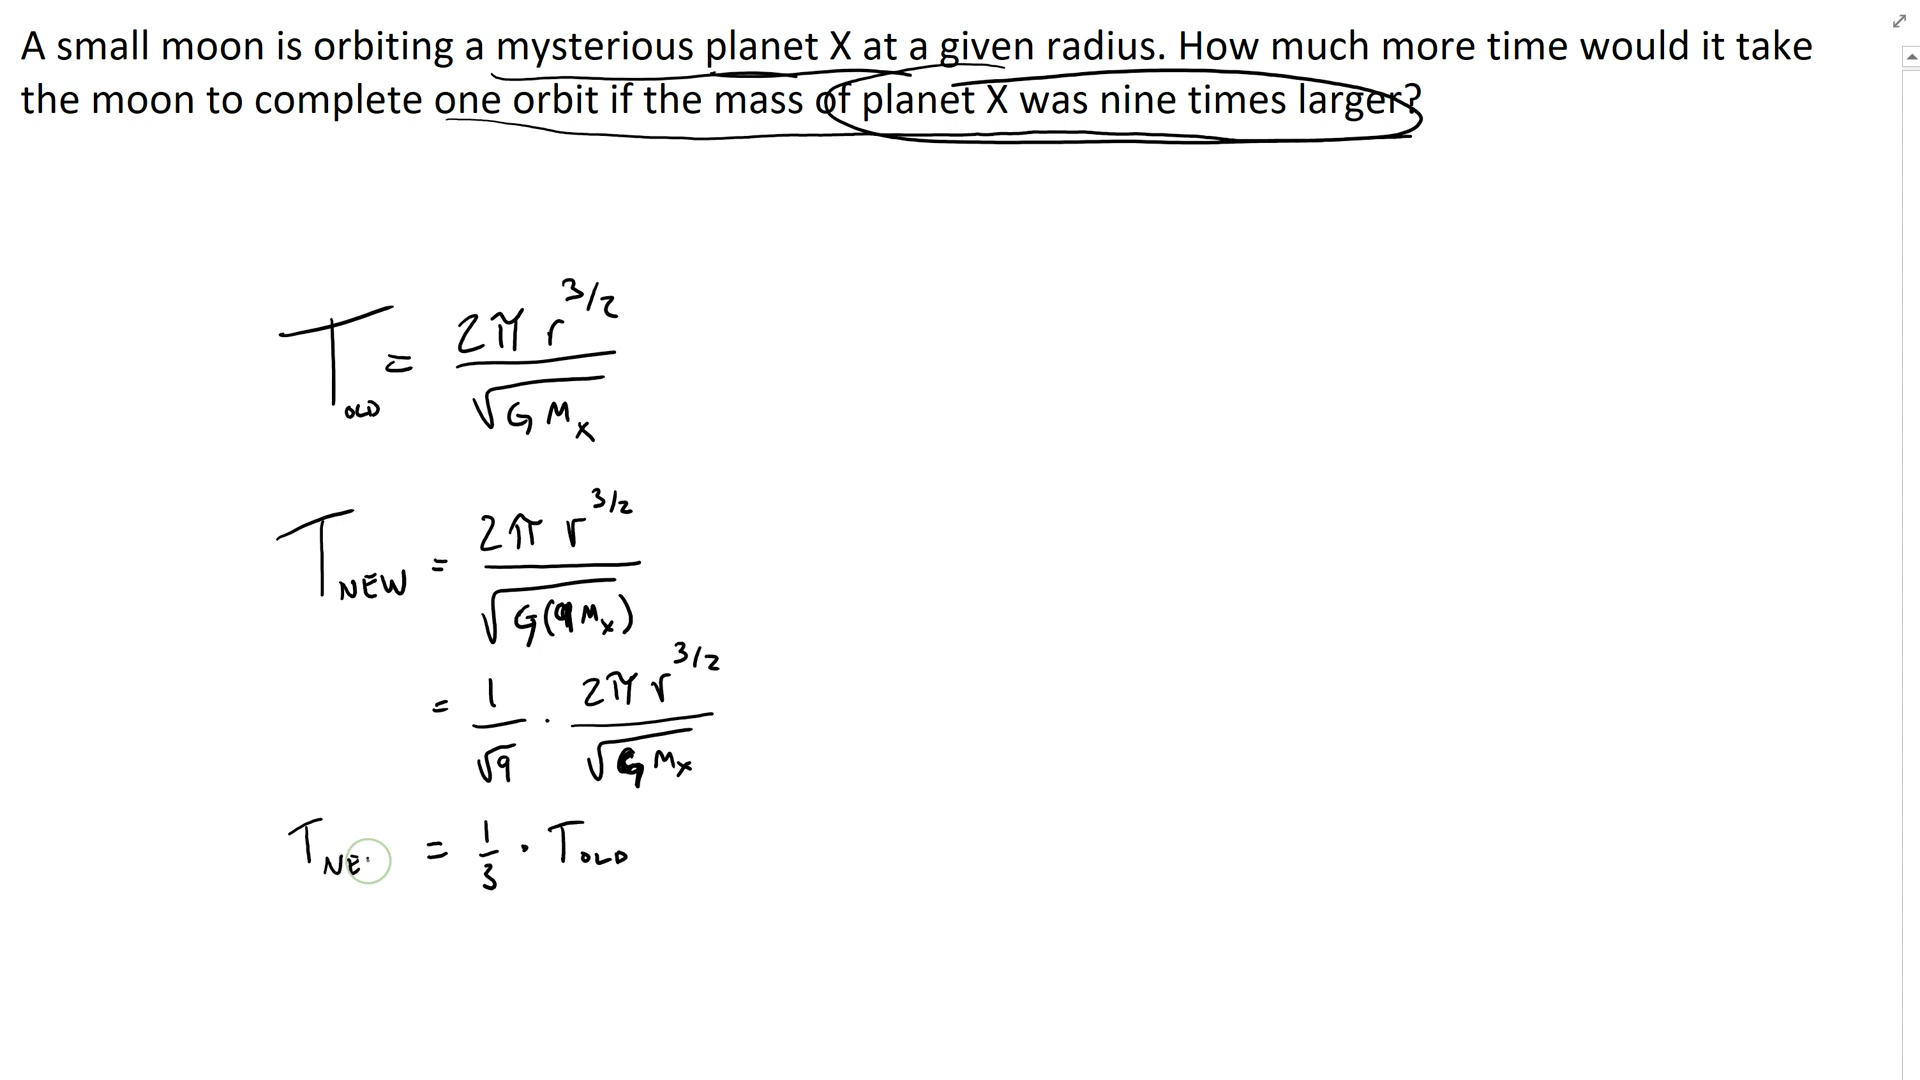 A small moon is orbiting a mysterious planet X at a given radius. How much more time would it take
the moon to complete one orbit if the mass of planet X was nine times larger?
T_OLD = 2π r^3/2 / √G M_x
T_NEW = 2π r^3/2 / √G(9M_x)
= 1/√9 · 2π r^3/2 / √G M_x
T_NE = 1/3 · T_OLD